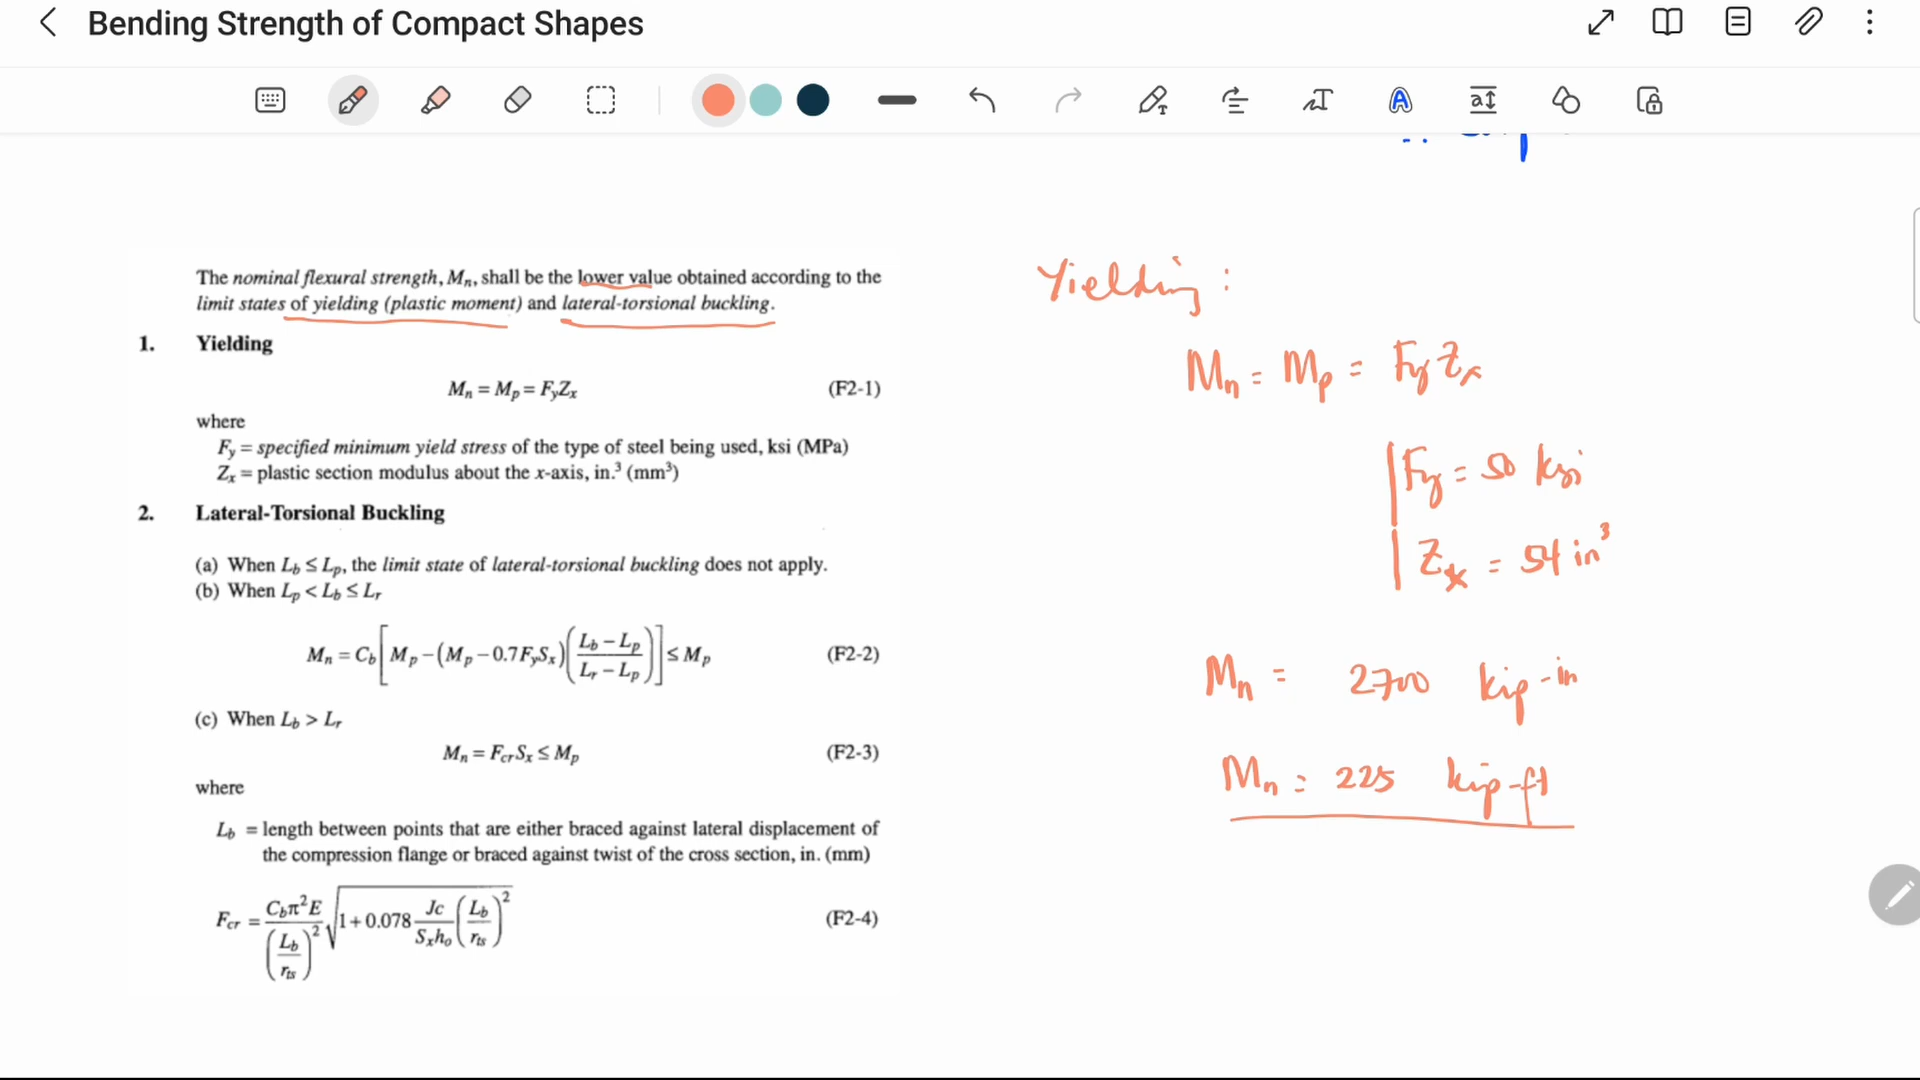 Bending Strength of Compact Shapes
The nominal flexural strength, Mₙ, shall be the lower value obtained according to the
limit states of yielding (plastic moment) and lateral-torsional buckling.
1. Yielding
Mₙ = Mₚ = FyZₓ (F2-1)
where
Fy = specified minimum yield stress of the type of steel being used, ksi (MPa)
Zₓ = plastic section modulus about the x-axis, in.³ (mm³)
2. Lateral-Torsional Buckling
(a) When Lb ≤ Lp, the limit state of lateral-torsional buckling does not apply.
(b) When Lp < Lb ≤ Lr
Mₙ = Cb[Mp − (Mp − 0.7FySx)((Lb − Lp)/(Lr − Lp))] ≤ Mp (F2-2)
(c) When Lb > Lr
Mₙ = FcrSx ≤ Mp (F2-3)
where
Lb = length between points that are either braced against lateral displacement of
the compression flange or braced against twist of the cross section, in. (mm)
Fcr = Cbπ²E/(Lb/rts)² √(1 + 0.078 Jc/(Sxho) (Lb/rts)²) (F2-4)
Yielding :
Mₙ = Mₚ = Fy Zₓ
Fy = 50 ksi
Zₓ = 54 in³
Mₙ = 2700 kip-in
Mₙ = 225 kip-ft